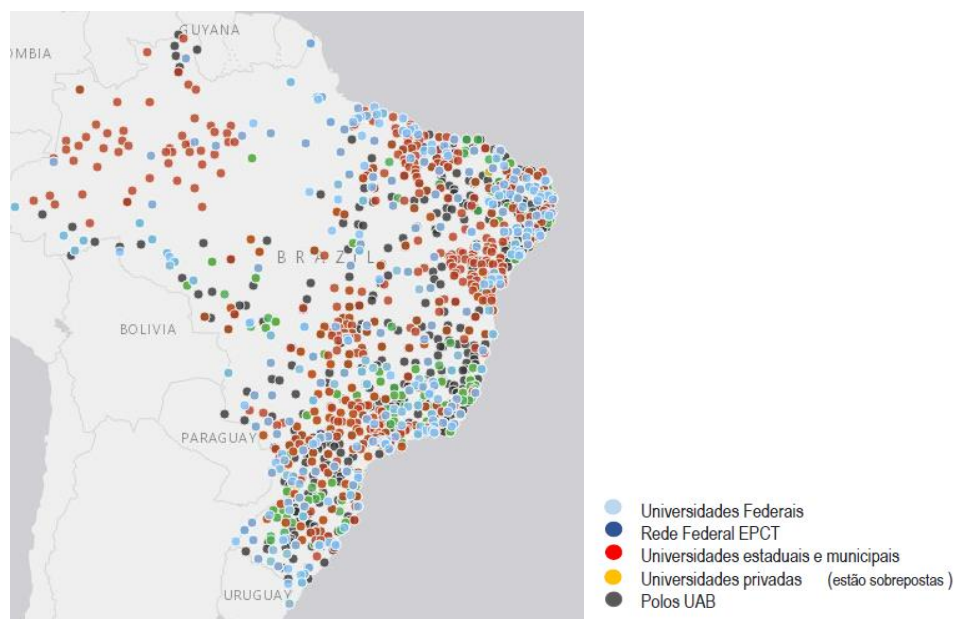 GUYANA
OMBIA
BRAZIL
BOLIVIA
PARAGUAY
URUGUAY
Universidades Federais
Rede Federal EPCT
Universidades estaduais e municipais
Universidades privadas (estão sobrepostas )
Polos UAB